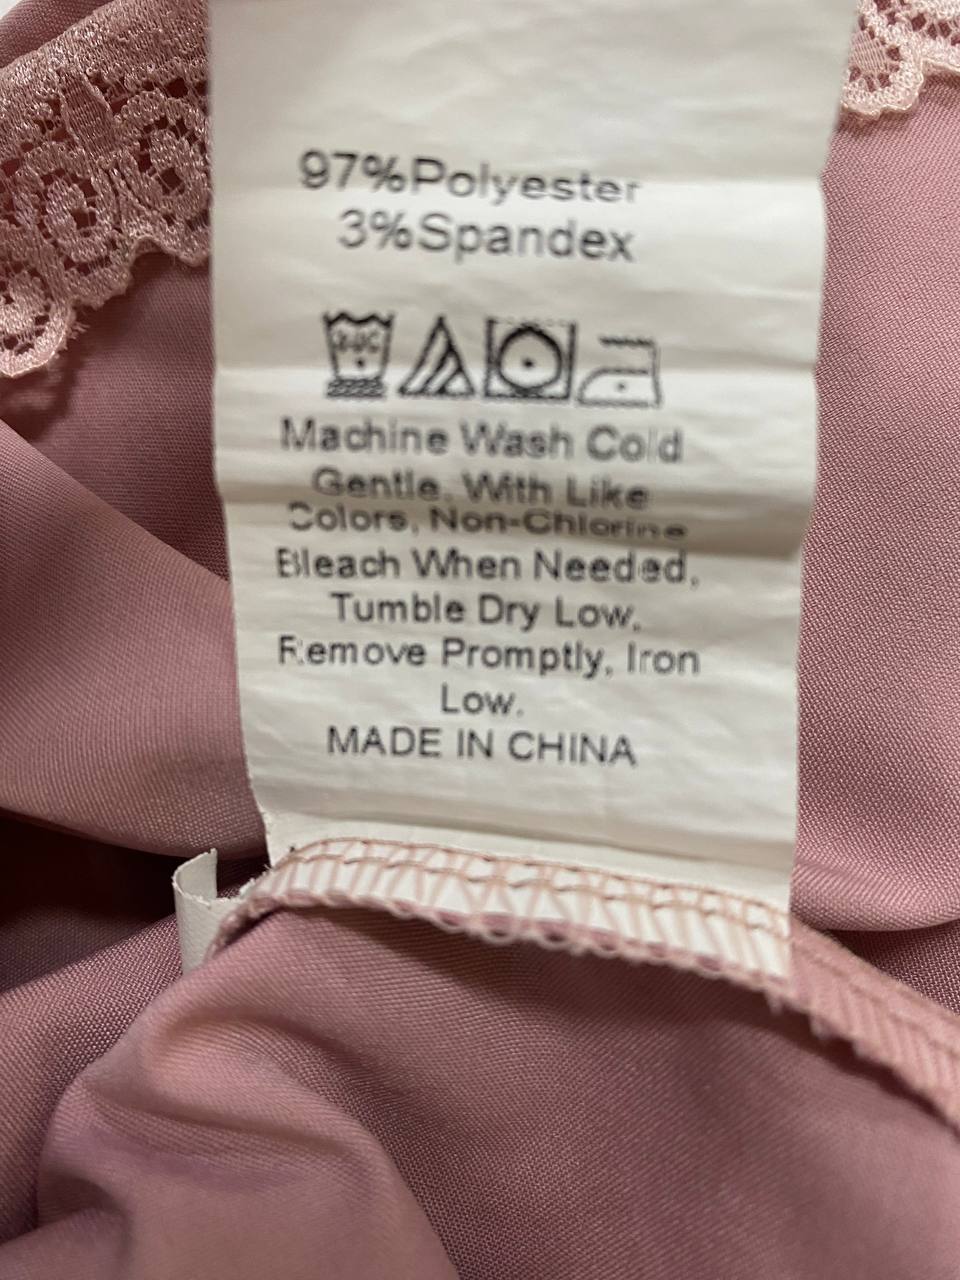 97%Polyester
3%Spandex
30C
Machine Wash Cold
Gentle, With Like
Colors, Non-Chlorine
Bleach When Needed,
Tumble Dry Low,
Remove Promptly, Iron
Low.
MADE IN CHINA